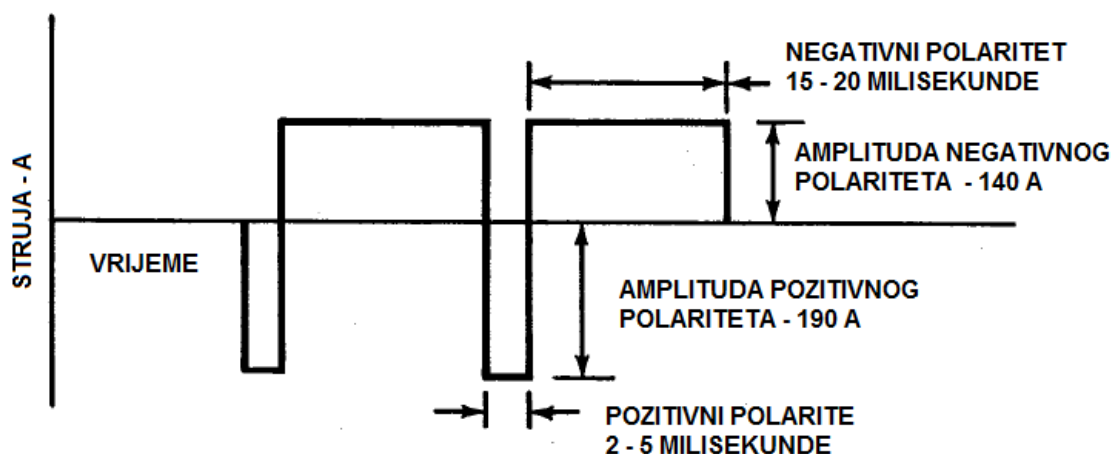 NEGATIVNI POLARITET
15 - 20 MILISEKUNDE
AMPLITUDA NEGATIVNOG
POLARITETA - 140 A
STRUJA - A
VRIJEME
AMPLITUDA POZITIVNOG
POLARITETA - 190 A
POZITIVNI POLARITE
2 - 5 MILISEKUNDE